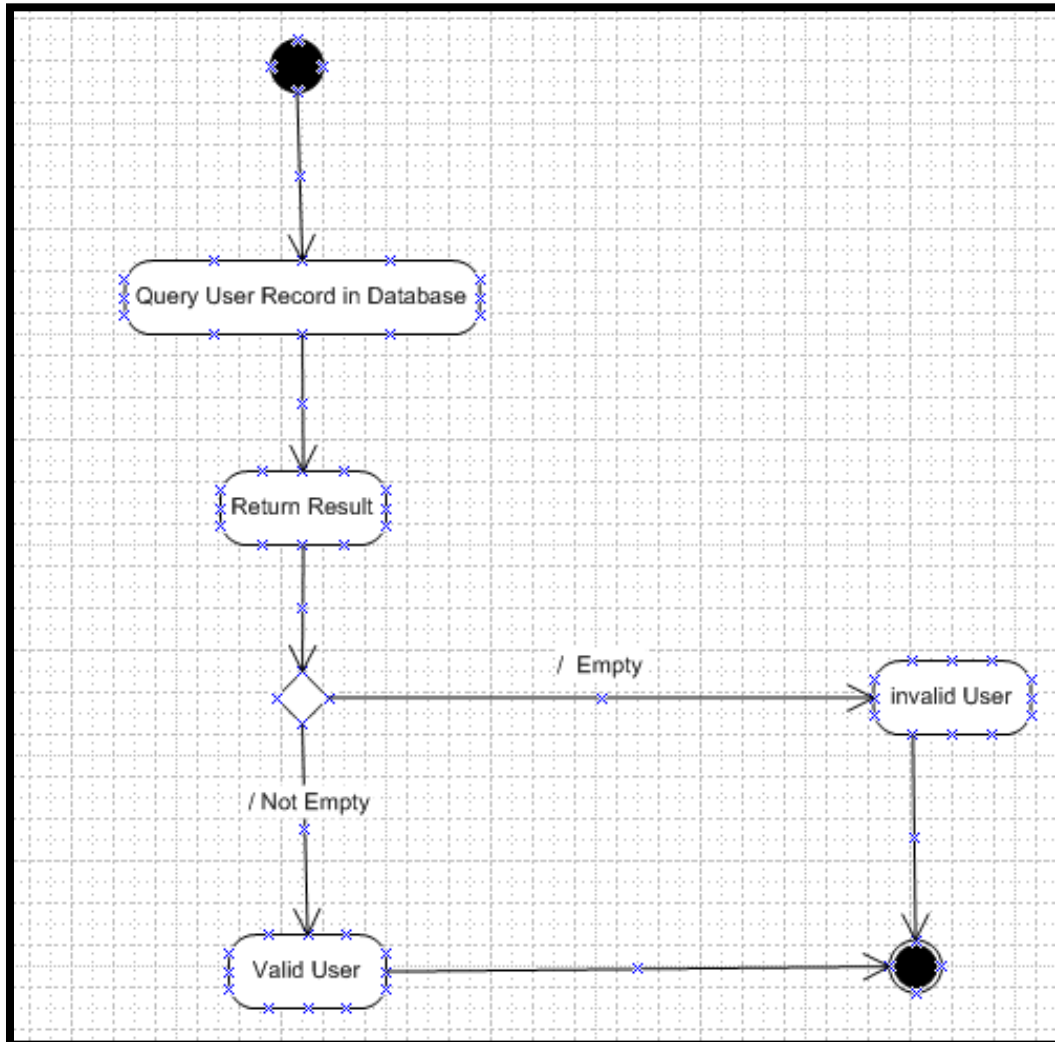 Query User Record in Database
Return Result
/ Empty
invalid User
/ Not Empty
Valid User